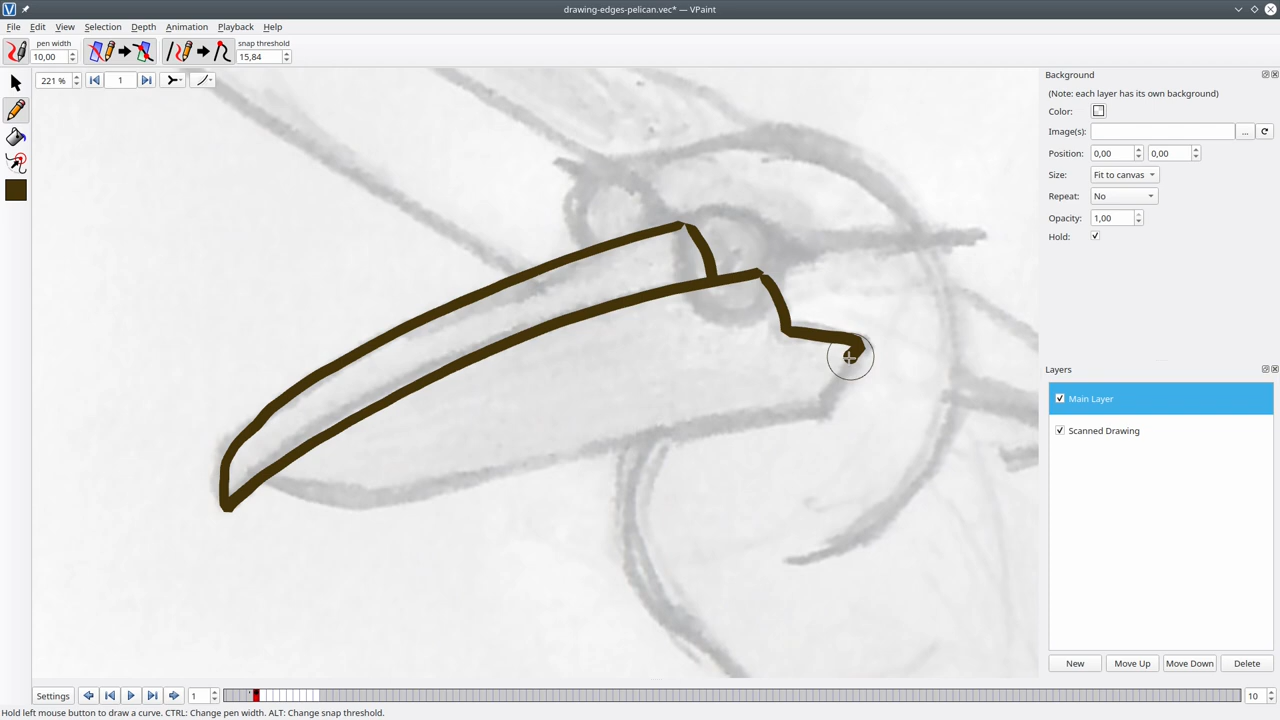 drawing-edges-pelican.vec* — VPaint
File Edit View Selection Depth Animation Playback Help
pen width
10,00
snap threshold
15,84
221 %
1
Background
(Note: each layer has its own background)
Color:
Image(s):
...
Position:
0,00
0,00
Size:
Fit to canvas
Repeat:
No
Opacity:
1,00
Hold:
Layers
Main Layer
Scanned Drawing
New
Move Up
Move Down
Delete
Settings
1
10
Hold left mouse button to draw a curve. CTRL: Change pen width. ALT: Change snap threshold.